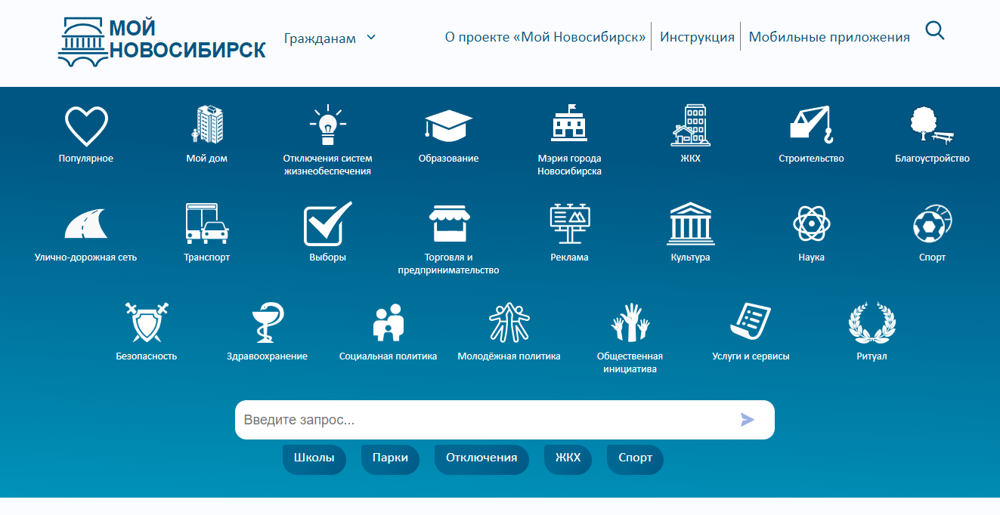 МОЙ
НОВОСИБИРСК
Гражданам
О проекте «Мой Новосибирск»
Инструкция
Мобильные приложения
Популярное
Мой дом
Отключения систем
жизнеобеспечения
Образование
Мэрия города
Новосибирска
ЖКХ
Строительство
Благоустройство
Улично-дорожная сеть
Транспорт
Выборы
Торговля и
предпринимательство
Реклама
Культура
Наука
Спорт
Безопасность
Здравоохранение
Социальная политика
Молодёжная политика
Общественная
инициатива
Услуги и сервисы
Ритуал
Введите запрос...
Школы
Парки
Отключения
ЖКХ
Спорт